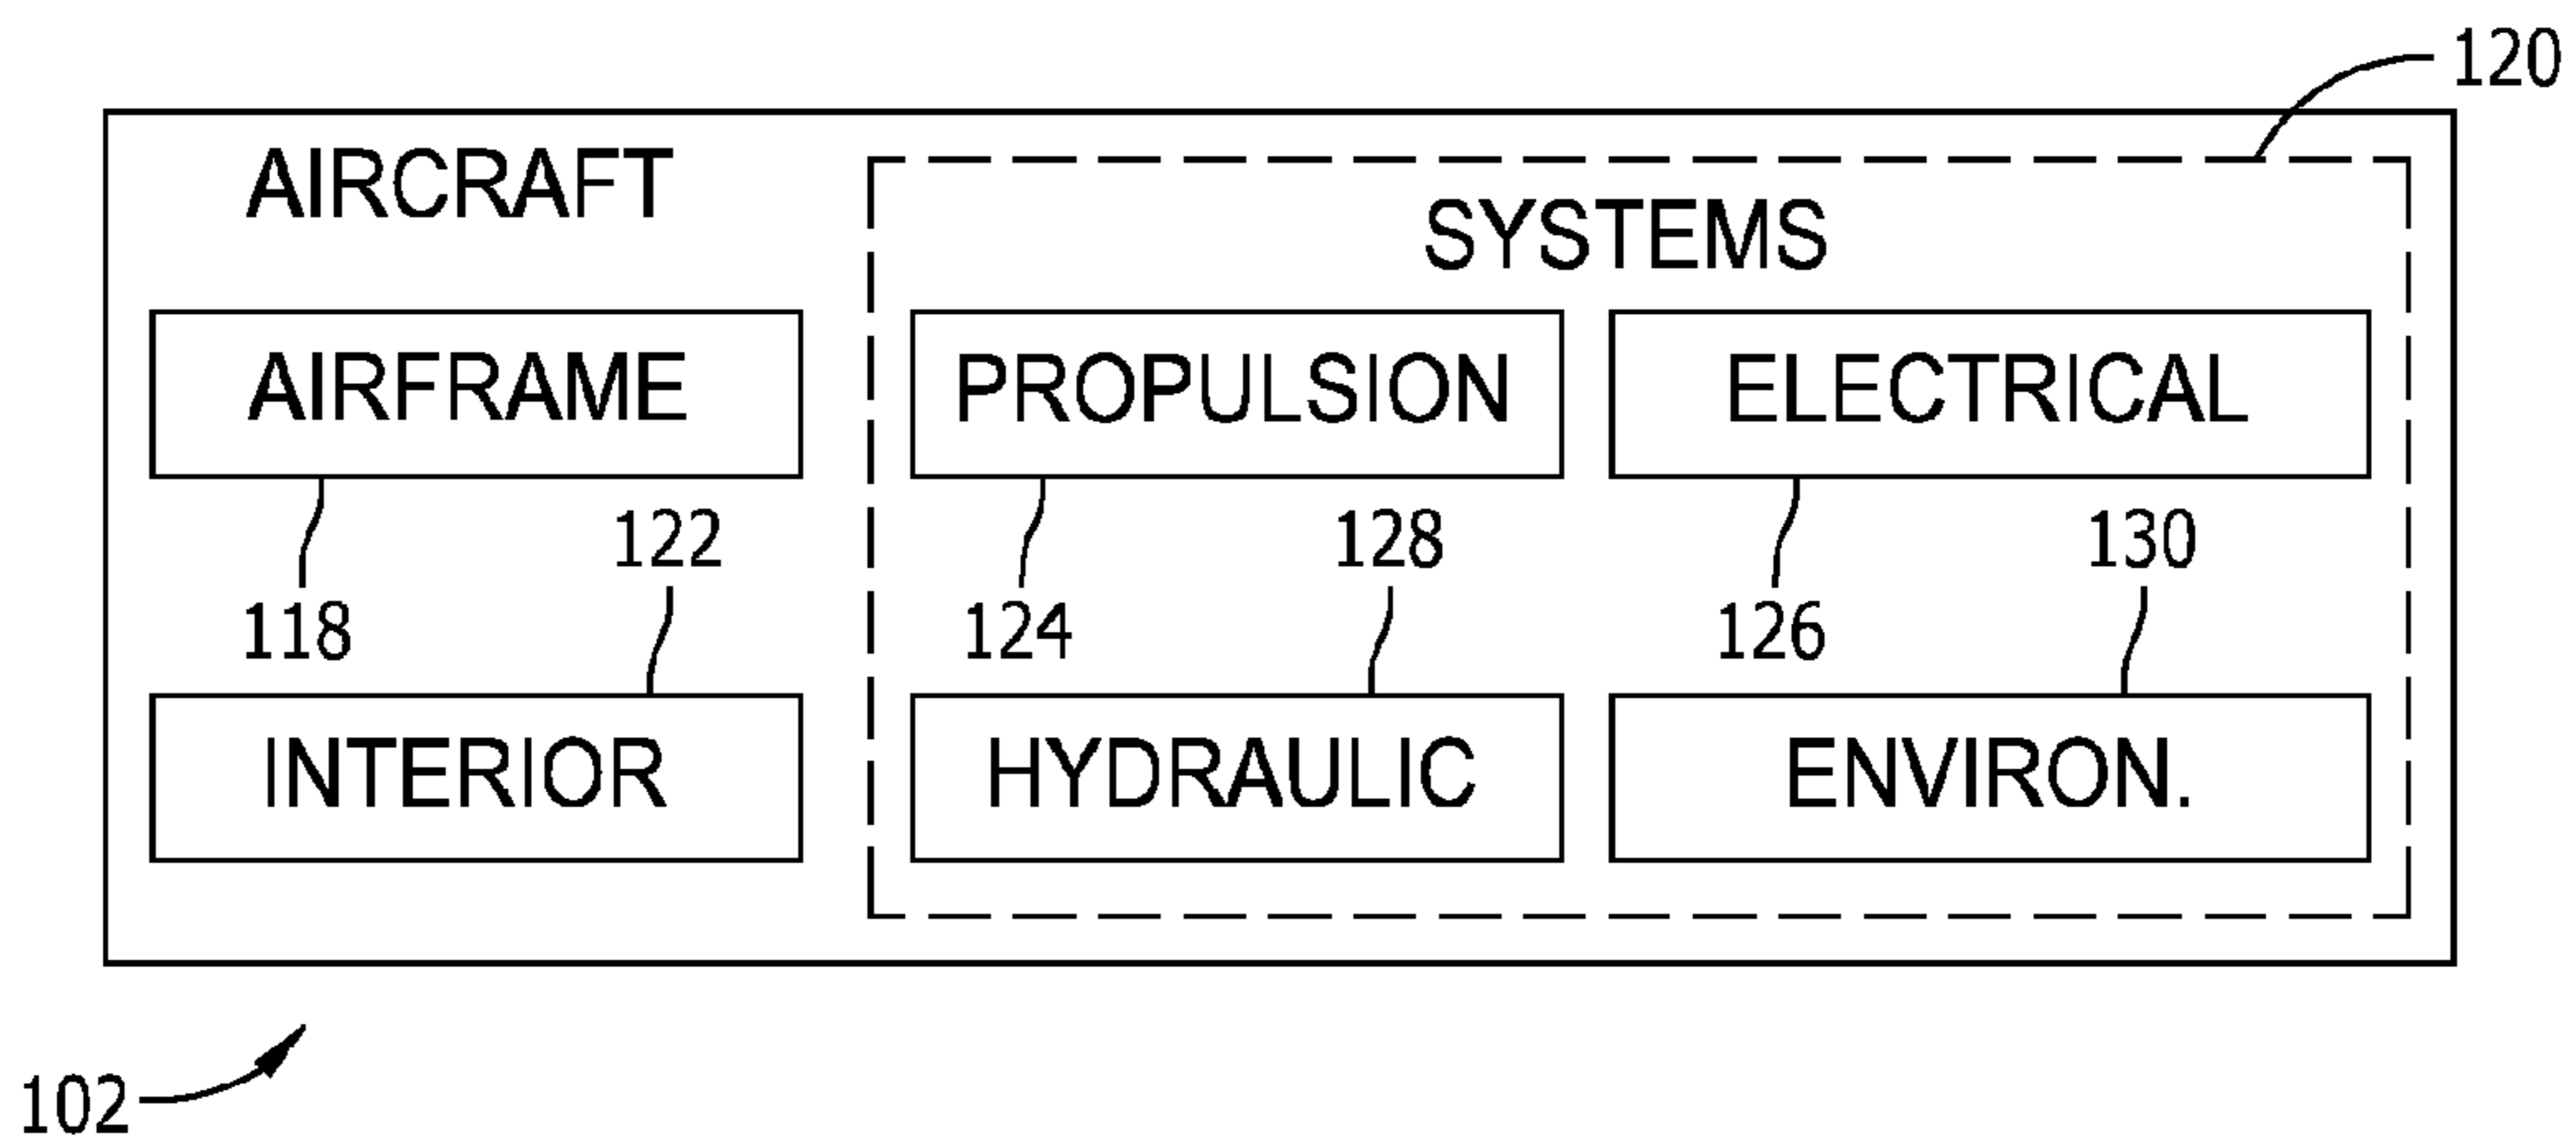 120
AIRCRAFT
SYSTEMS
AIRFRAME
PROPULSION
ELECTRICAL
122
128
130
118
124
126
INTERIOR
HYDRAULIC
ENVIRON.
102